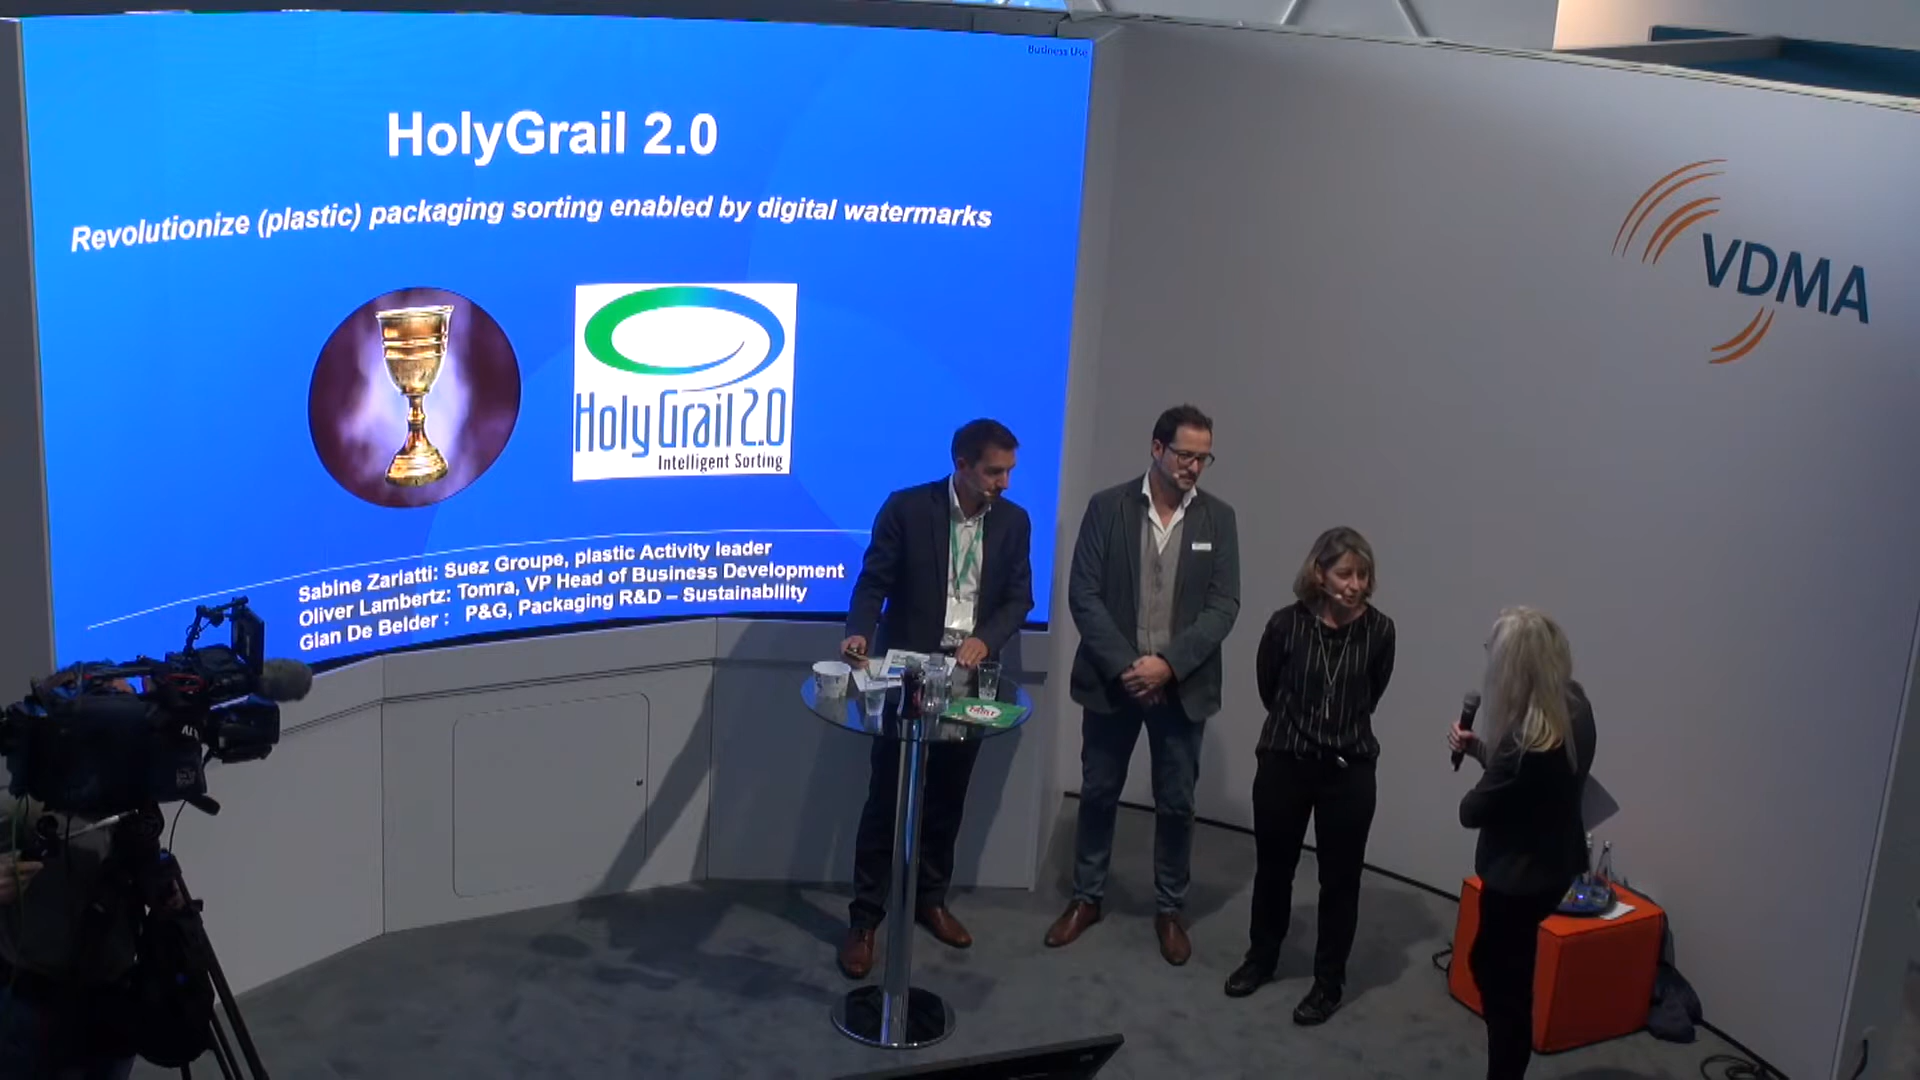 Business Use
HolyGrail 2.0
Revolutionize (plastic) packaging sorting enabled by digital watermarks
HolyGrail 2.0
Intelligent Sorting
Sabine Zariatti: Suez Groupe, plastic Activity leader
Oliver Lambertz: Tomra, VP Head of Business Development
Gian De Belder : P&G, Packaging R&D – Sustainability
VDMA